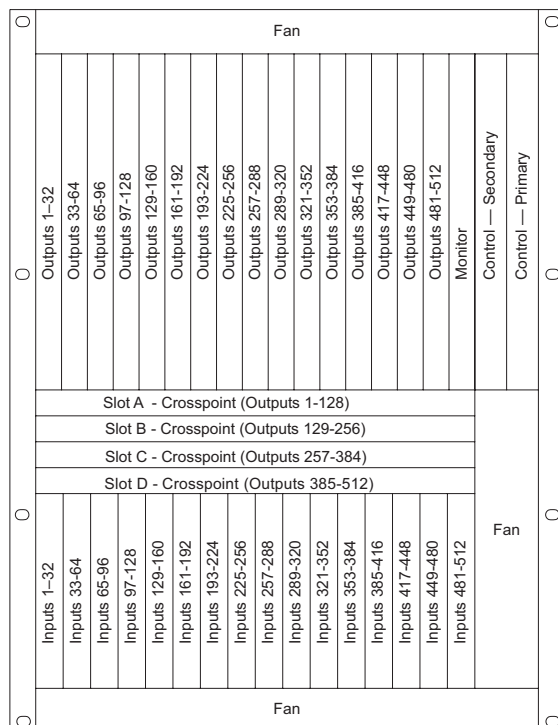 Fan
Outputs 1–32
Outputs 33-64
Outputs 65-96
Outputs 97-128
Outputs 129-160
Outputs 161-192
Outputs 193-224
Outputs 225-256
Outputs 257-288
Outputs 289-320
Outputs 321-352
Outputs 353-384
Outputs 385-416
Outputs 417-448
Outputs 449-480
Outputs 481-512
Monitor
Control — Secondary
Control — Primary
Slot A - Crosspoint (Outputs 1-128)
Slot B - Crosspoint (Outputs 129-256)
Slot C - Crosspoint (Outputs 257-384)
Slot D - Crosspoint (Outputs 385-512)
Inputs 1–32
Inputs 33-64
Inputs 65-96
Inputs 97-128
Inputs 129-160
Inputs 161-192
Inputs 193-224
Inputs 225-256
Inputs 257-288
Inputs 289-320
Inputs 321-352
Inputs 353-384
Inputs 385-416
Inputs 417-448
Inputs 449-480
Inputs 481-512
Fan
Fan